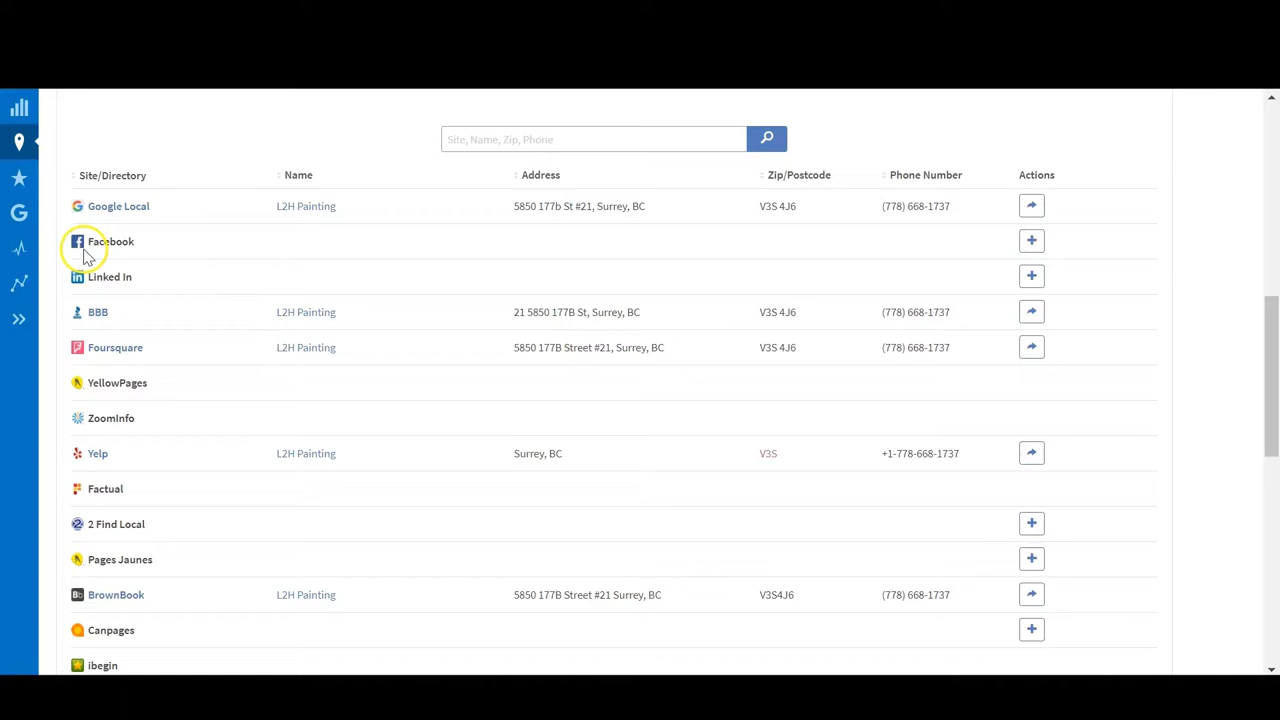 Site, Name, Zip, Phone
Site/Directory Name Address Zip/Postcode Phone Number Actions
Google Local L2H Painting 5850 177b St #21, Surrey, BC V3S 4J6 (778) 668-1737
Facebook
Linked In
BBB L2H Painting 21 5850 177B St, Surrey, BC V3S 4J6 (778) 668-1737
Foursquare L2H Painting 5850 177B Street #21, Surrey, BC V3S 4J6 (778) 668-1737
YellowPages
ZoomInfo
Yelp L2H Painting Surrey, BC V3S +1-778-668-1737
Factual
2 Find Local
Pages Jaunes
BrownBook L2H Painting 5850 177B Street #21 Surrey, BC V3S4J6 (778) 668-1737
Canpages
ibegin